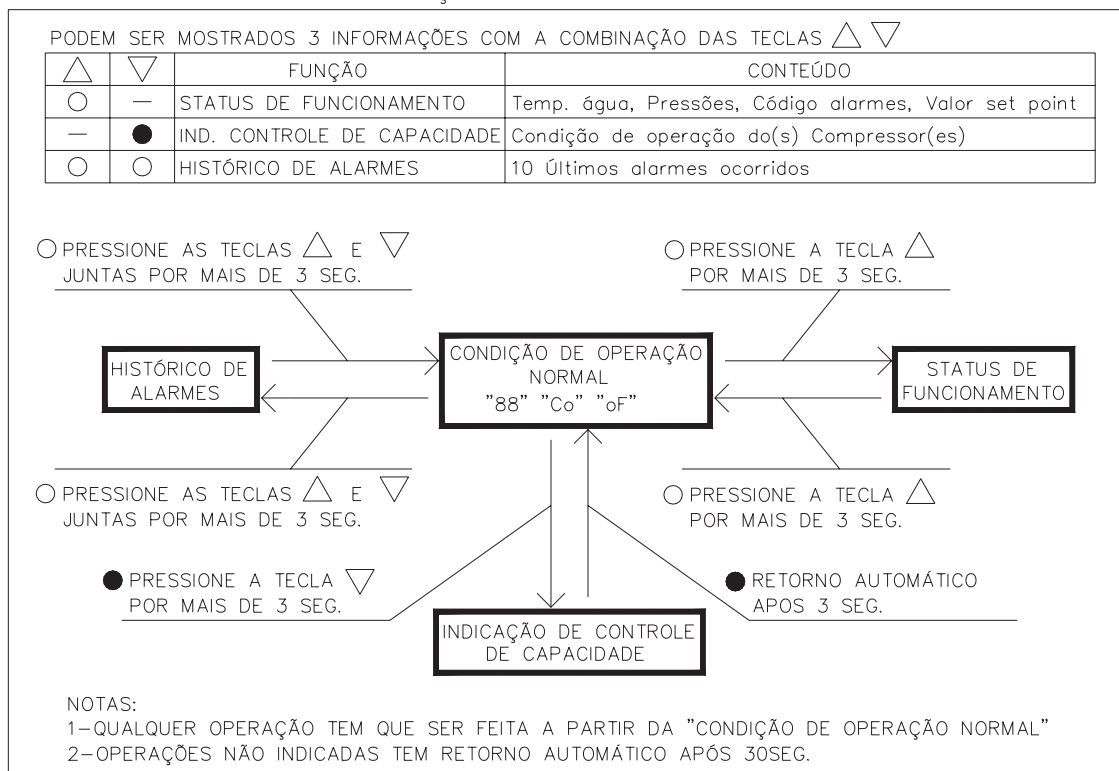 PODEM SER MOSTRADOS 3 INFORMAÇÕES COM A COMBINAÇÃO DAS TECLAS △ ▽
△ ▽ FUNÇÃO CONTEÚDO
○ — STATUS DE FUNCIONAMENTO Temp. água, Pressões, Código alarmes, Valor set point
— ● IND. CONTROLE DE CAPACIDADE Condição de operação do(s) Compressor(es)
○ ○ HISTÓRICO DE ALARMES 10 Últimos alarmes ocorridos
○ PRESSIONE AS TECLAS △ E ▽
JUNTAS POR MAIS DE 3 SEG.
○ PRESSIONE A TECLA △
POR MAIS DE 3 SEG.
HISTÓRICO DE
ALARMES
CONDIÇÃO DE OPERAÇÃO
NORMAL
"88" "Co" "oF"
STATUS DE
FUNCIONAMENTO
○ PRESSIONE AS TECLAS △ E ▽
JUNTAS POR MAIS DE 3 SEG.
○ PRESSIONE A TECLA △
POR MAIS DE 3 SEG.
● PRESSIONE A TECLA ▽
POR MAIS DE 3 SEG.
● RETORNO AUTOMÁTICO
APOS 3 SEG.
INDICAÇÃO DE CONTROLE
DE CAPACIDADE
NOTAS:
1-QUALQUER OPERAÇÃO TEM QUE SER FEITA A PARTIR DA "CONDIÇÃO DE OPERAÇÃO NORMAL"
2-OPERAÇÕES NÃO INDICADAS TEM RETORNO AUTOMÁTICO APÓS 30SEG.